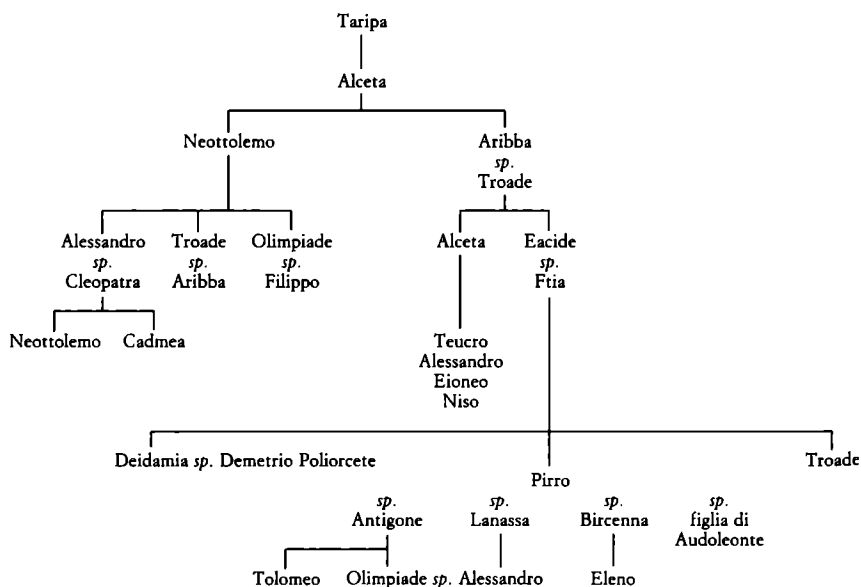 Taripa
Alceta
Neottolemo Aribba
sp.
Troade
Alessandro Troade Olimpiade Alceta Eacide
sp. sp. sp. sp.
Cleopatra Aribba Filippo Ftia
Neottolemo Cadmea Teucro
Alessandro
Eioneo
Niso
Deidamia sp. Demetrio Poliorcete Troade
Pirro
sp. sp. sp. sp.
Antigone Lanassa Bircenna figlia di
Audoleonte
Tolomeo Olimpiade sp. Alessandro Eleno